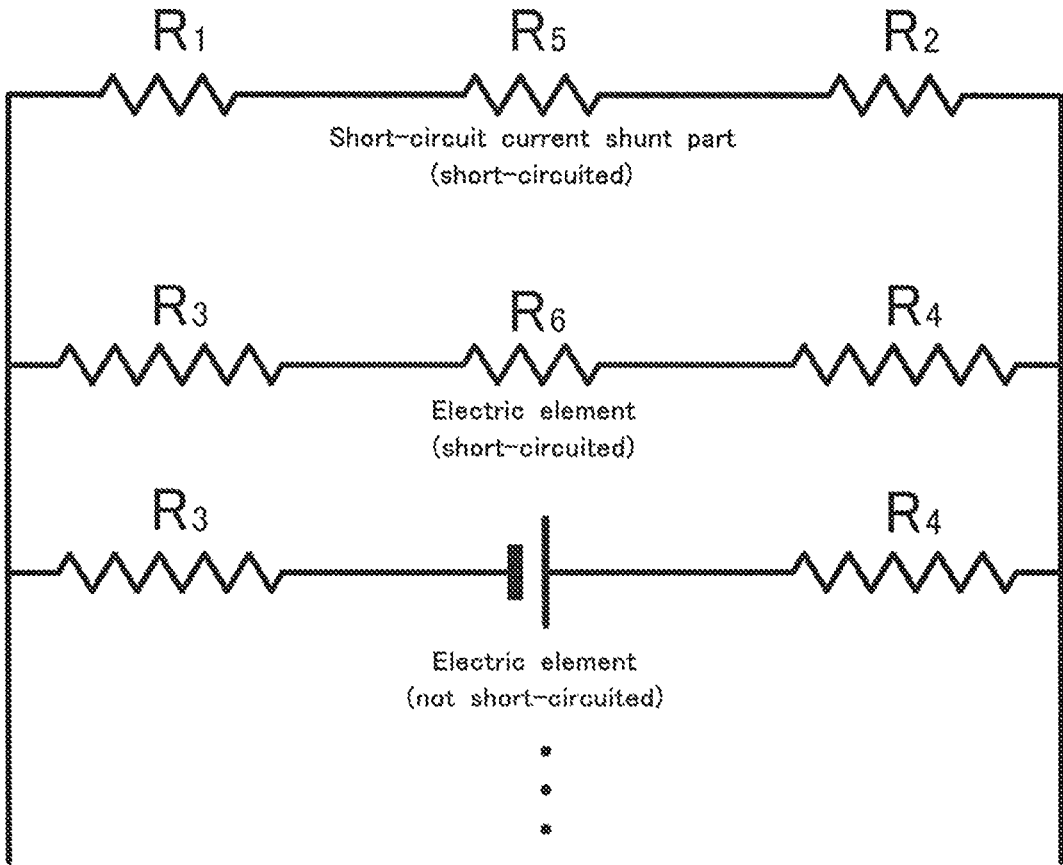 R1 R5 R2
Short-circuit current shunt part
(short-circuited)
R3 R6 R4
Electric element
(short-circuited)
R3 R4
Electric element
(not short-circuited)